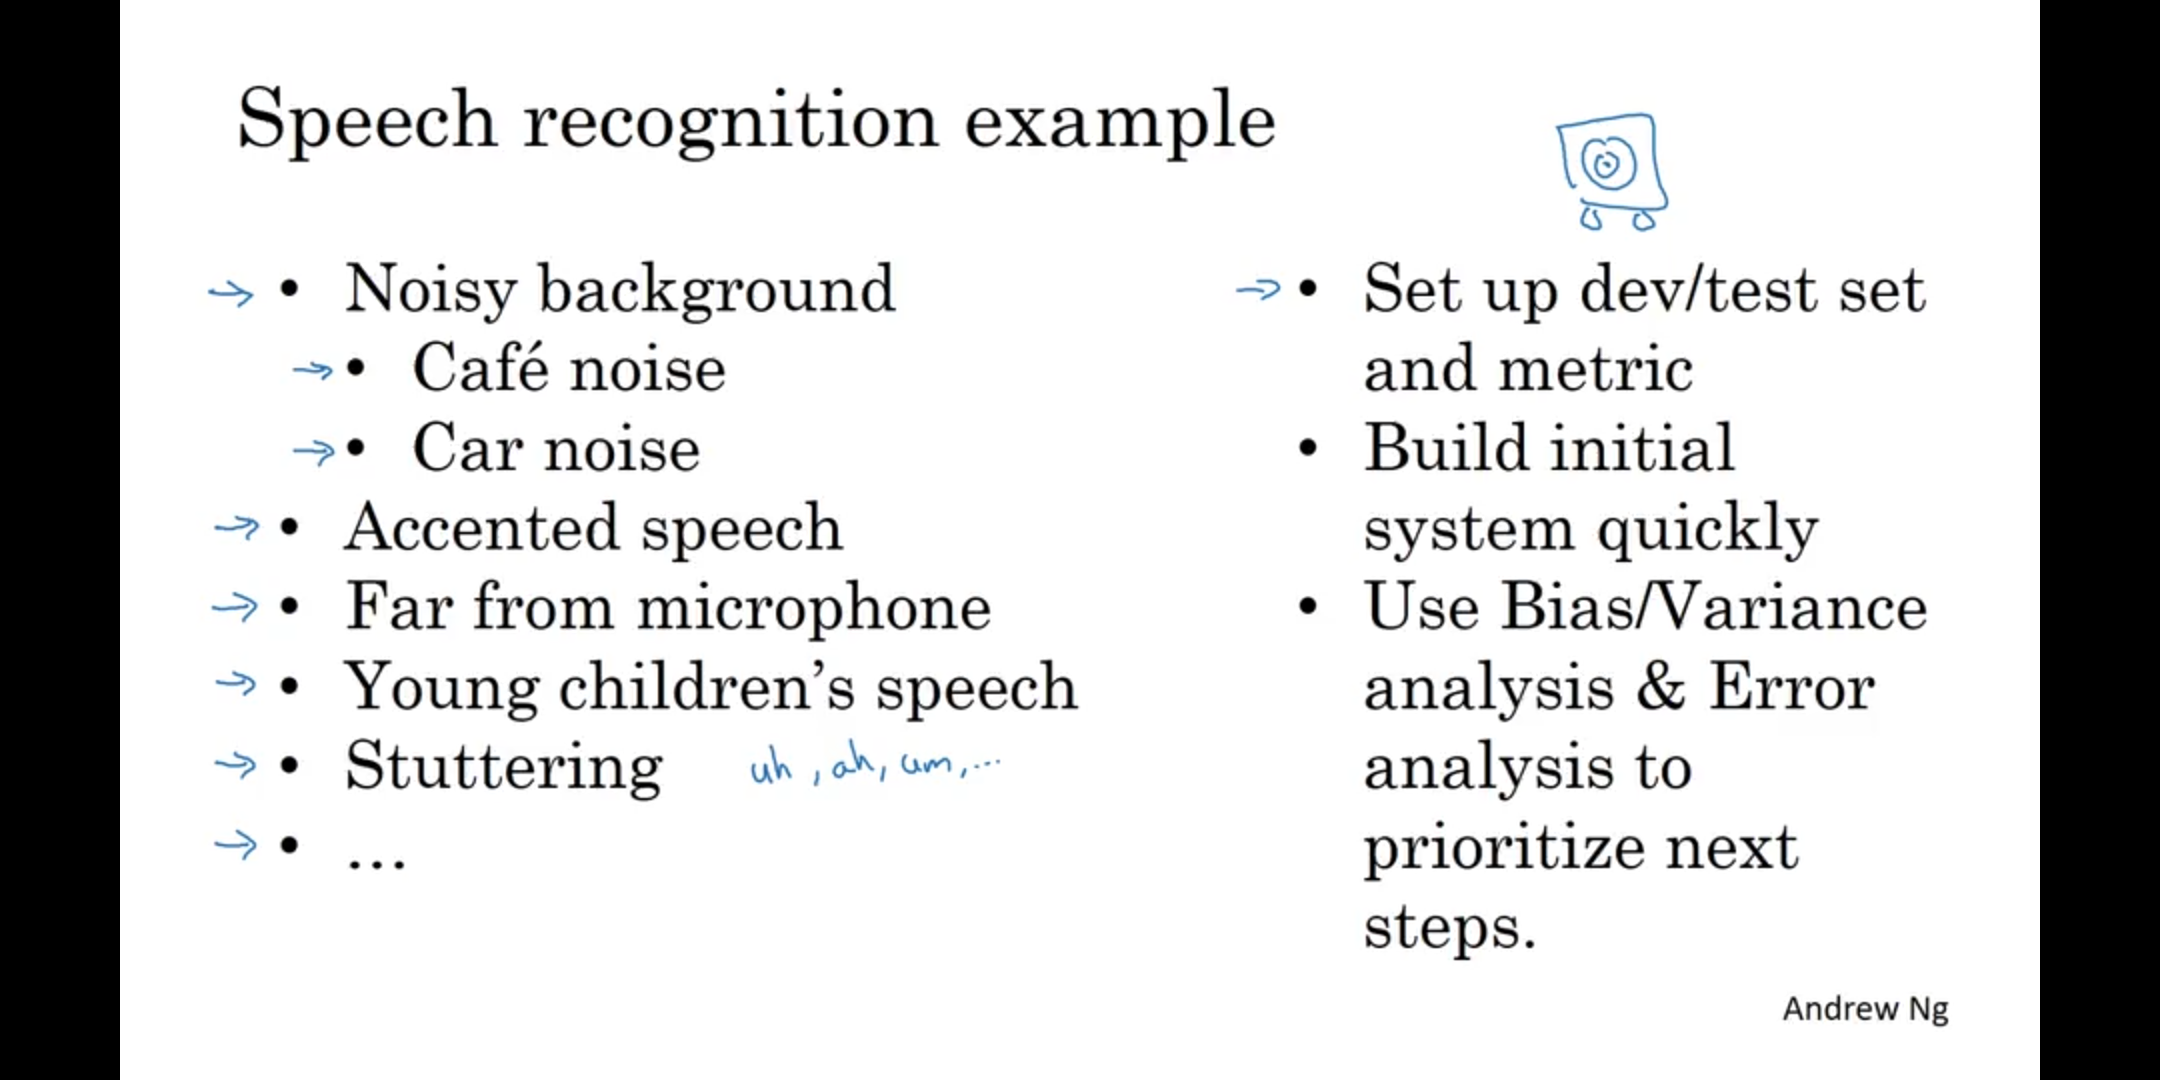 Speech recognition example
→ • Noisy background
→ • Café noise
→ • Car noise
→ • Accented speech
→ • Far from microphone
→ • Young children's speech
→ • Stuttering uh, ah, um, ...
→ • ...
→ • Set up dev/test set
and metric
• Build initial
system quickly
• Use Bias/Variance
analysis & Error
analysis to
prioritize next
steps.
Andrew Ng